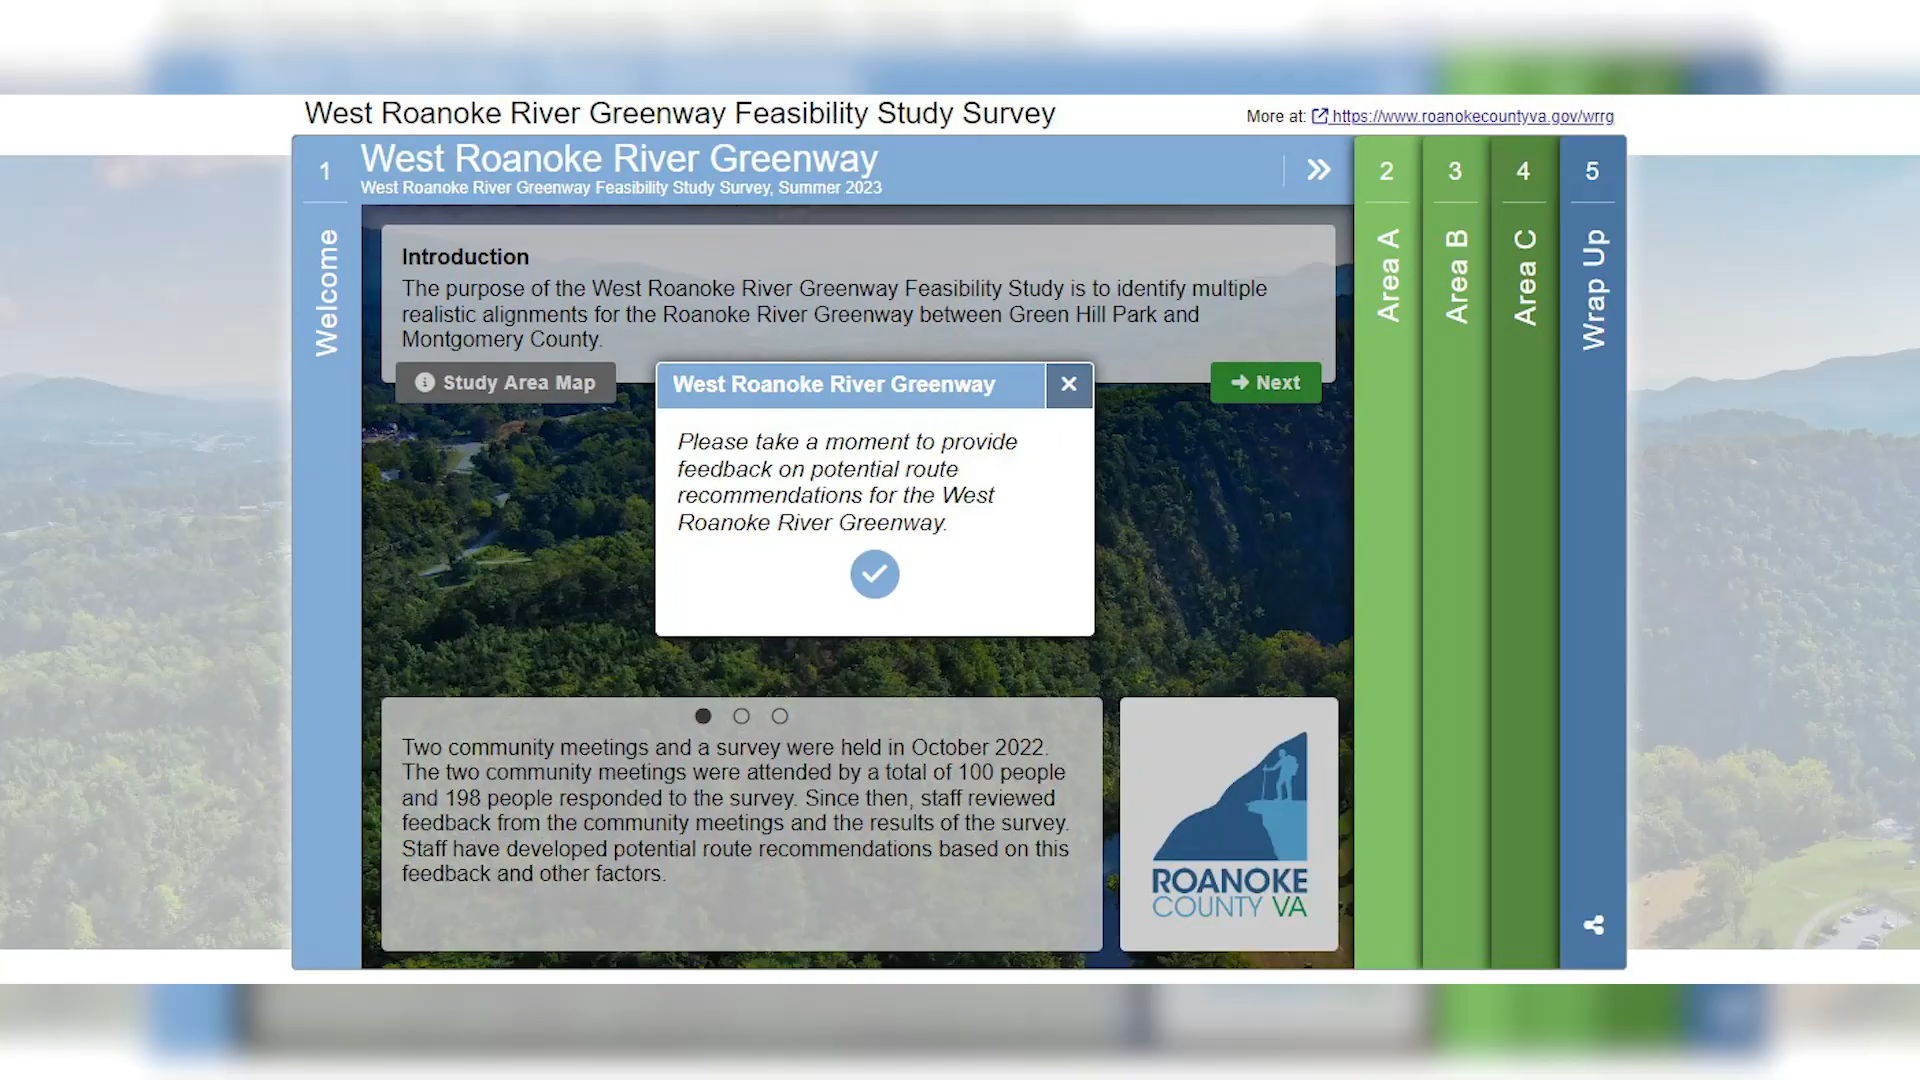 West Roanoke River Greenway Feasibility Study Survey
More at: https://www.roanokecountyva.gov/wrrg
1
West Roanoke River Greenway
West Roanoke River Greenway Feasibility Study Survey, Summer 2023
2
3
4
5
Welcome
Area A
Area B
Area C
Wrap Up
Introduction
The purpose of the West Roanoke River Greenway Feasibility Study is to identify multiple
realistic alignments for the Roanoke River Greenway between Green Hill Park and
Montgomery County.
Study Area Map
Next
West Roanoke River Greenway
Please take a moment to provide
feedback on potential route
recommendations for the West
Roanoke River Greenway.
Two community meetings and a survey were held in October 2022.
The two community meetings were attended by a total of 100 people
and 198 people responded to the survey. Since then, staff reviewed
feedback from the community meetings and the results of the survey.
Staff have developed potential route recommendations based on this
feedback and other factors.
ROANOKE
COUNTY VA